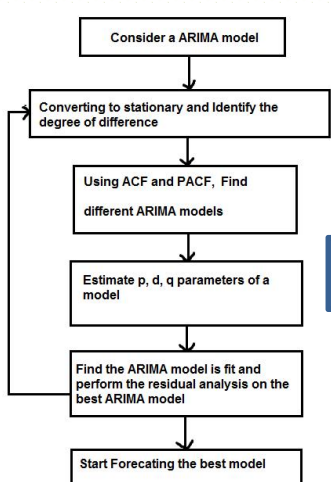 Consider a ARIMA model
Converting to stationary and Identify the
degree of difference
Using ACF and PACF, Find
different ARIMA models
Estimate p, d, q parameters of a
model
Find the ARIMA model is fit and
perform the residual analysis on the
best ARIMA model
Start Forecating the best model